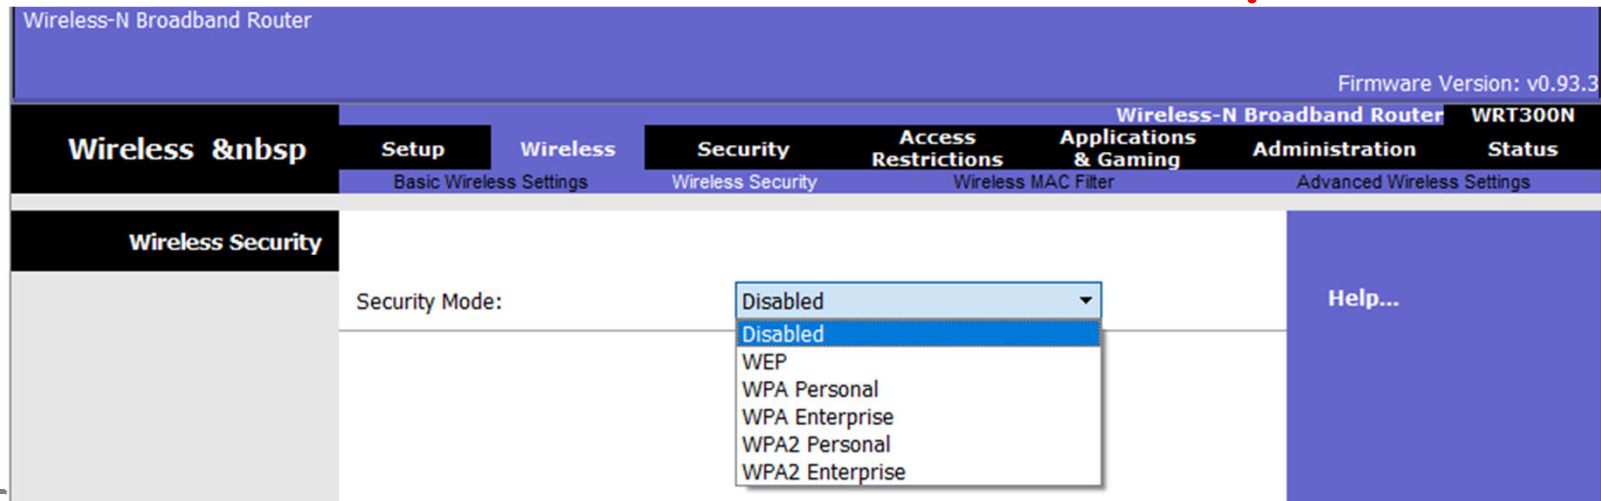 Wireless-N Broadband Router
Firmware Version: v0.93.3
Wireless-N Broadband Router WRT300N
Wireless &nbsp
Setup Wireless Security Access Restrictions Applications & Gaming Administration Status
Basic Wireless Settings Wireless Security Wireless MAC Filter Advanced Wireless Settings
Wireless Security
Security Mode: Disabled
Help...
Disabled
WEP
WPA Personal
WPA Enterprise
WPA2 Personal
WPA2 Enterprise